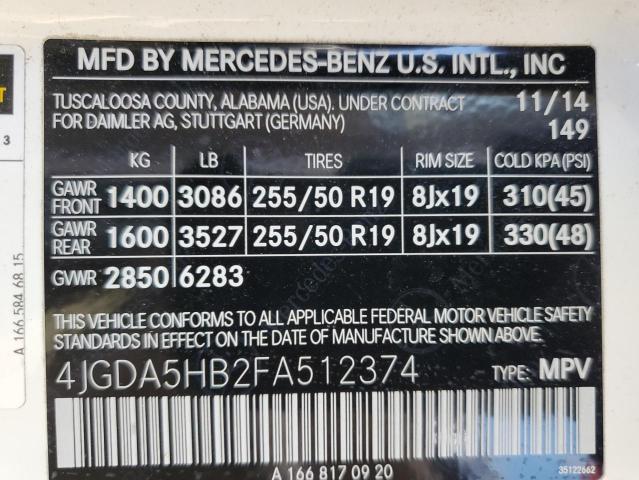 MFD BY MERCEDES-BENZ U.S. INTL., INC
TUSCALOOSA COUNTY, ALABAMA (USA). UNDER CONTRACT 11/14
FOR DAIMLER AG, STUTTGART (GERMANY) 149
3
KG LB TIRES RIM SIZE COLD KPA(PSI)
GAWR FRONT 1400 3086 255/50 R19 8Jx19 310(45)
GAWR REAR 1600 3527 255/50 R19 8Jx19 330(48)
GVWR 2850 6283
THIS VEHICLE CONFORMS TO ALL APPLICABLE FEDERAL MOTOR VEHICLE SAFETY
STANDARDS IN EFFECT ON THE DATE OF MANUFACTURE SHOWN ABOVE.
4JGDA5HB2FA512374 TYPE: MPV
A 166 817 09 20 35122662
A 166 584 68 15